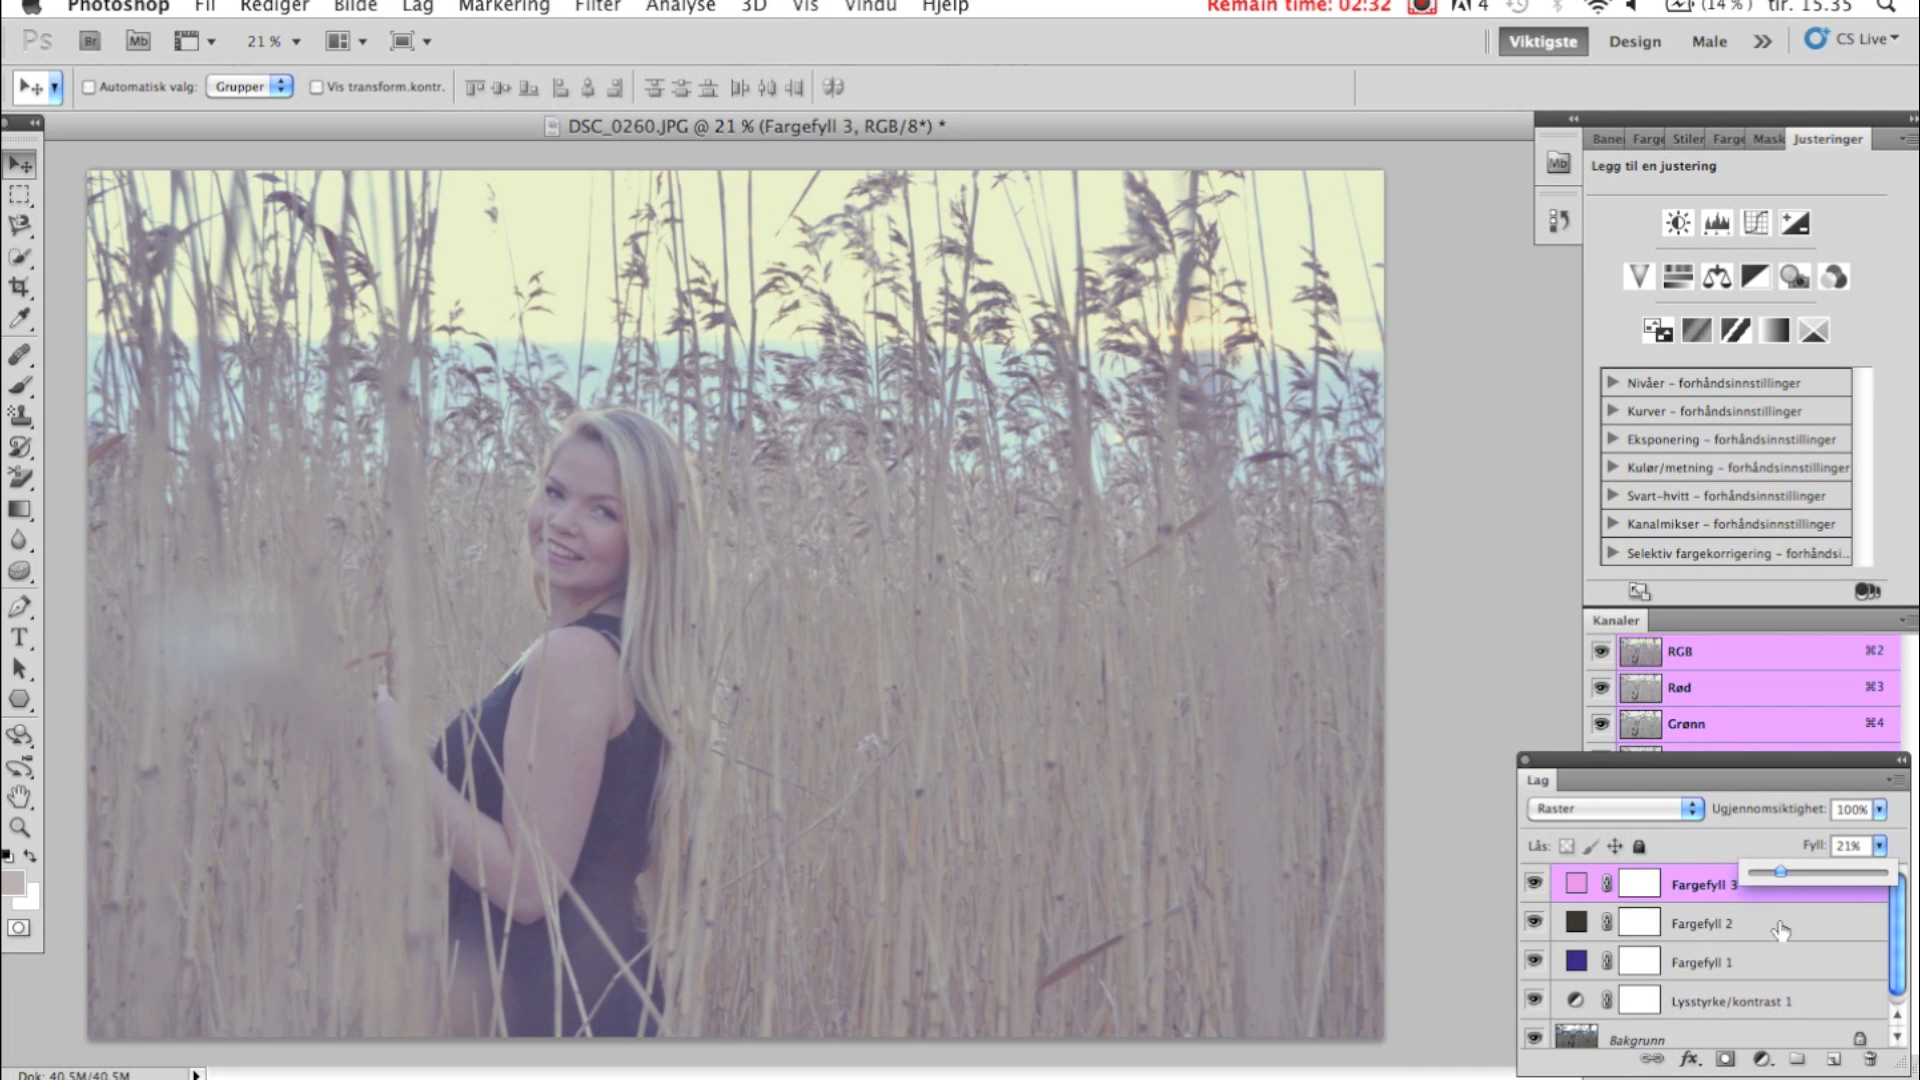 Photoshop Fil Rediger Bilde Lag Markering Filter Analyse 3D Vis Vindu Hjelp Remain time: 02:32 4 (14 %) tir. 15.35
Ps Br Mb 21 % Viktigste Design Male CS Live
Automatisk valg: Grupper Vis transform.kontr.
DSC_0260.JPG @ 21 % (Fargefyll 3, RGB/8*) *
Mb
Stiler Mask Justeringer
Legg til en justering
Nivåer - forhåndsinnstillinger
Kurver - forhåndsinnstillinger
Eksponering - forhåndsinnstillinger
Kulør/metning - forhåndsinnstillinger
Svart-hvitt - forhåndsinnstillinger
Kanalmikser - forhåndsinnstillinger
Selektiv fargekorrigering - forhåndsi...
Kanaler
RGB ⌘2
Rød ⌘3
Grønn ⌘4
Lag
Raster Ugjennomsiktighet: 100%
Lås: Fyll: 21%
Fargefyll 3
Fargefyll 2
Fargefyll 1
Lysstyrke/kontrast 1
Bakgrunn
Dok: 40,5M/40,5M